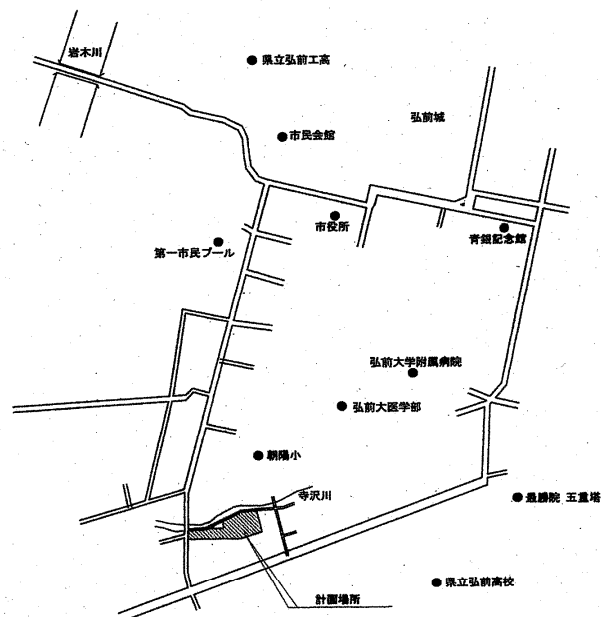 岩木川
県立弘前工高
弘前城
市民会館
市役所
青銀記念館
第一市民プール
弘前大学附属病院
弘前大医学部
朝陽小
寺沢川
最勝院 五重塔
県立弘前高校
計画場所